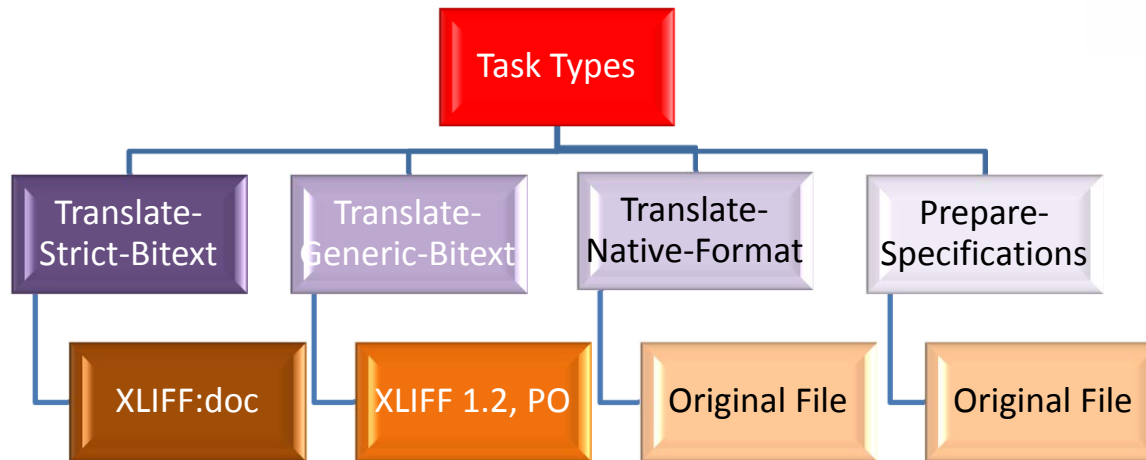 Task Types
Translate-
Strict-Bitext
Translate-
Generic-Bitext
Translate-
Native-Format
Prepare-
Specifications
XLIFF:doc
XLIFF 1.2, PO
Original File
Original File